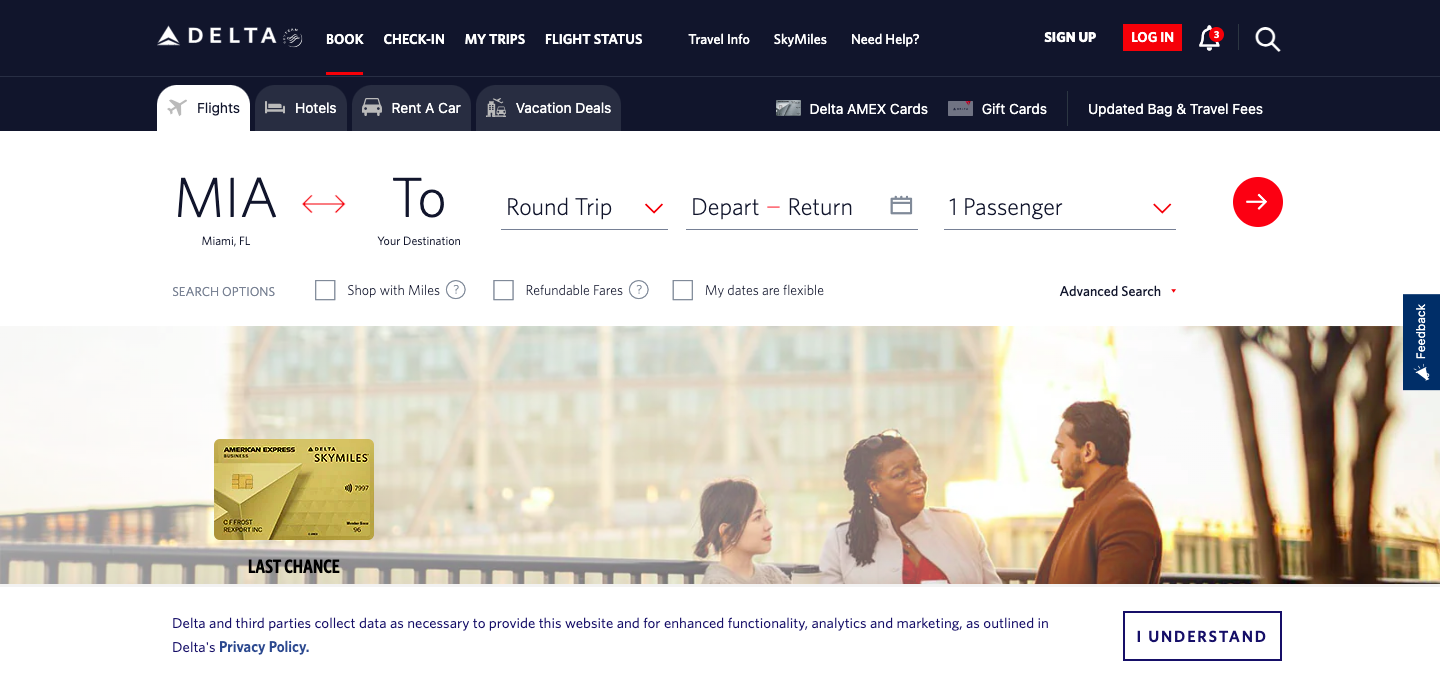 DELTA
BOOK CHECK-IN MY TRIPS FLIGHT STATUS Travel Info SkyMiles Need Help? SIGN UP LOG IN 3
Flights Hotels Rent A Car Vacation Deals Delta AMEX Cards Gift Cards Updated Bag & Travel Fees
MIA To Round Trip Depart – Return 1 Passenger
Miami, FL Your Destination
SEARCH OPTIONS Shop with Miles ? Refundable Fares ? My dates are flexible Advanced Search
Feedback
AMERICAN EXPRESS DELTA
BUSINESS SKYMILES
7997
C F FROST
REXPORT INC 96
LAST CHANCE
Delta and third parties collect data as necessary to provide this website and for enhanced functionality, analytics and marketing, as outlined in
Delta's Privacy Policy.
I UNDERSTAND